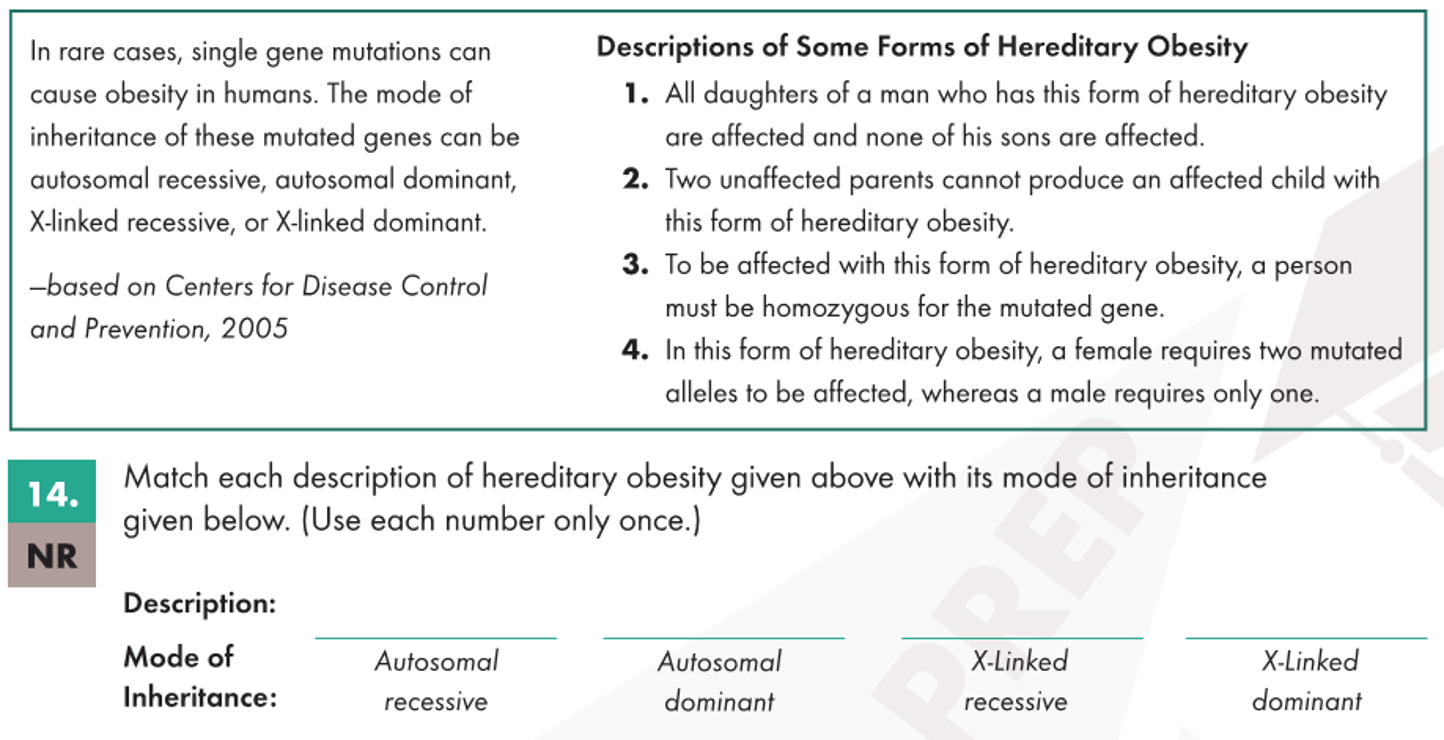 In rare cases, single gene mutations can
cause obesity in humans. The mode of
inheritance of these mutated genes can be
autosomal recessive, autosomal dominant,
X-linked recessive, or X-linked dominant.
—based on Centers for Disease Control
and Prevention, 2005
Descriptions of Some Forms of Hereditary Obesity
1. All daughters of a man who has this form of hereditary obesity
are affected and none of his sons are affected.
2. Two unaffected parents cannot produce an affected child with
this form of hereditary obesity.
3. To be affected with this form of hereditary obesity, a person
must be homozygous for the mutated gene.
4. In this form of hereditary obesity, a female requires two mutated
alleles to be affected, whereas a male requires only one.
14.
NR
Match each description of hereditary obesity given above with its mode of inheritance
given below. (Use each number only once.)
Description:
Mode of
Inheritance:
Autosomal
recessive
Autosomal
dominant
X-Linked
recessive
X-Linked
dominant
PREP